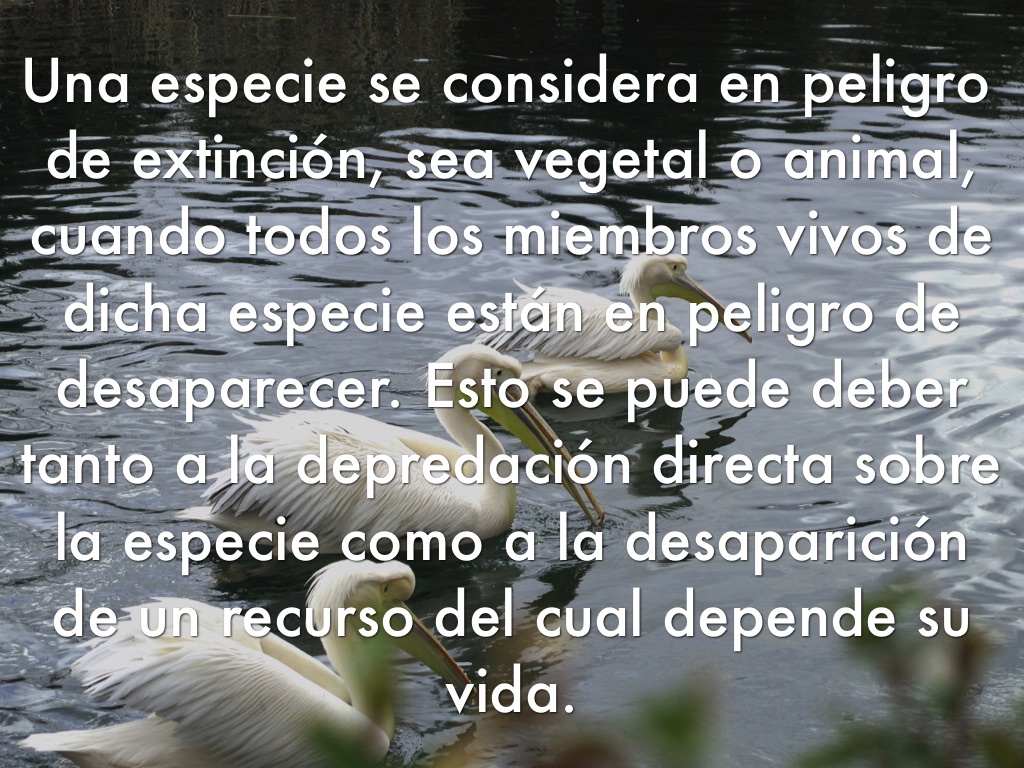 Una especie se considera en peligro
de extinción, sea vegetal o animal,
cuando todos los miembros vivos de
dicha especie están en peligro de
desaparecer. Esto se puede deber
tanto a la depredación directa sobre
la especie como a la desaparición
de un recurso del cual depende su
vida.